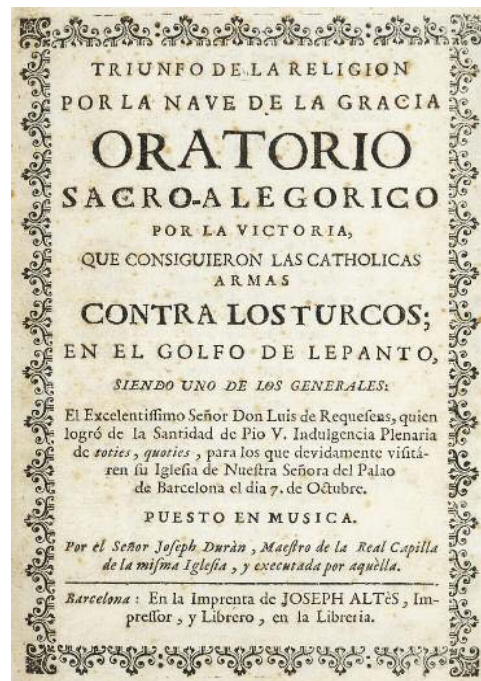 TRIUNFO DE LA RELIGION
POR LA NAVE DE LA GRACIA
ORATORIO
SACRO-ALEGORICO
POR LA VICTORIA,
QUE CONSIGUIERON LAS CATHOLICAS
ARMAS
CONTRA LOS TURCOS;
EN EL GOLFO DE LEPANTO,
SIENDO UNO DE LOS GENERALES:
El Excelentiſſimo Señor Don Luis de Requeſens, quien
logró de la Santidad de Pio V. Indulgencia Plenaria
de toties, quoties, para los que devidamente viſitá-
ren ſu Igleſia de Nueſtra Señora del Palao
de Barcelona el dia 7. de Octubre.
PUESTO EN MUSICA.
Por el Señor Joſeph Duràn, Maeſtro de la Real Capilla
de la miſma Igleſia, y executada por aquèlla.
Barcelona: En la Imprenta de JOSEPH ALTès, Im-
preſſor, y Librero, en la Libreria.